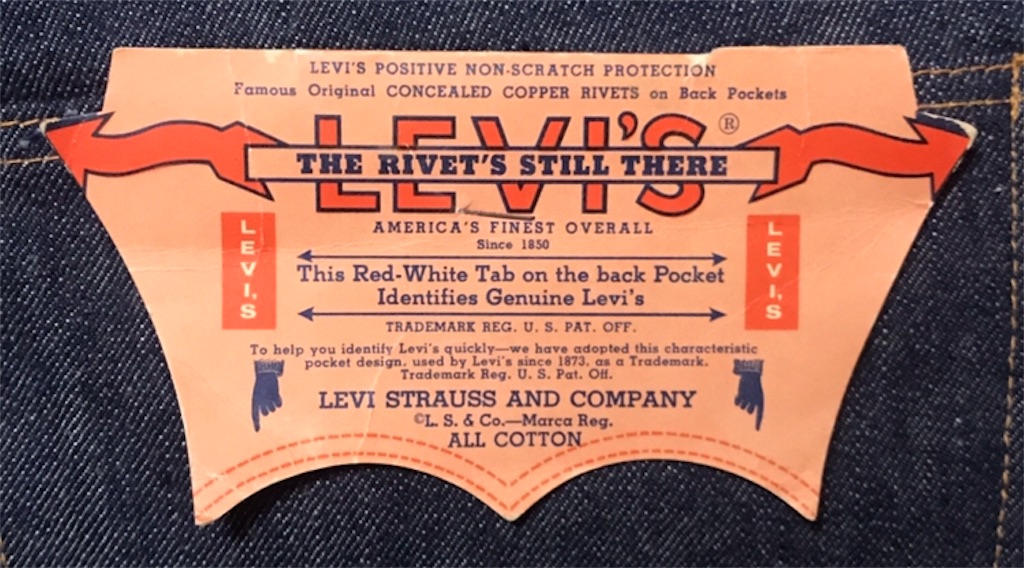 LEVI'S POSITIVE NON-SCRATCH PROTECTION
Famous Original CONCEALED COPPER RIVETS on Back Pockets
LEVI'S ®
THE RIVET'S STILL THERE
AMERICA'S FINEST OVERALL
Since 1850
LEVI'S
LEVI'S
This Red-White Tab on the back Pocket
Identifies Genuine Levi's
TRADEMARK REG. U. S. PAT. OFF.
To help you identify Levi's quickly—we have adopted this characteristic
pocket design, used by Levi's since 1873, as a Trademark.
Trademark Reg. U. S. Pat. Off.
LEVI STRAUSS AND COMPANY
©L. S. & Co.—Marca Reg.
ALL COTTON